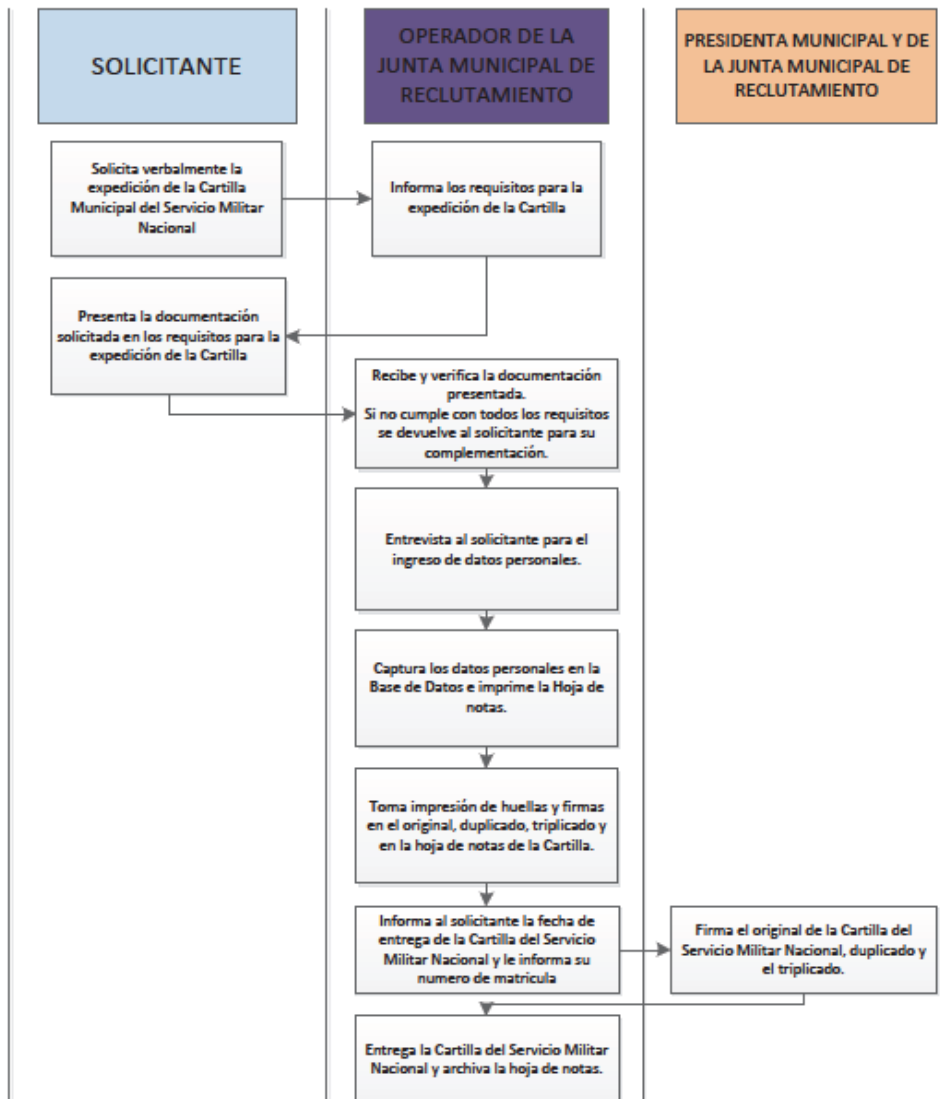 SOLICITANTE
OPERADOR DE LA
JUNTA MUNICIPAL DE
RECLUTAMIENTO
PRESIDENTA MUNICIPAL Y DE
LA JUNTA MUNICIPAL DE
RECLUTAMIENTO
Solicita verbalmente la
expedición de la Cartilla
Municipal del Servicio Militar
Nacional
Informa los requisitos para la
expedición de la Cartilla
Presenta la documentación
solicitada en los requisitos para la
expedición de la Cartilla
Recibe y verifica la documentación
presentada.
Si no cumple con todos los requisitos
se devuelve al solicitante para su
complementación.
Entrevista al solicitante para el
ingreso de datos personales.
Captura los datos personales en la
Base de Datos e imprime la Hoja de
notas.
Toma impresión de huellas y firmas
en el original, duplicado, triplicado y
en la hoja de notas de la Cartilla.
Informa al solicitante la fecha de
entrega de la Cartilla del Servicio
Militar Nacional y le informa su
numero de matricula
Firma el original de la Cartilla del
Servicio Militar Nacional, duplicado y
el triplicado.
Entrega la Cartilla del Servicio Militar
Nacional y archiva la hoja de notas.